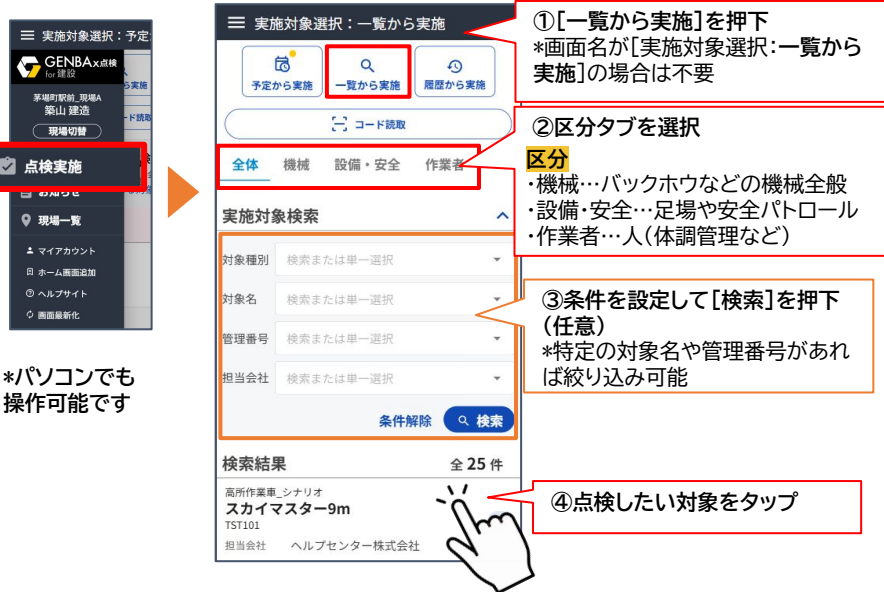 実施対象選択：予定
GENBAx点検
for 建設
茅場町駅前_現場A
築山 建造
現場切替
点検実施
お知らせ
現場一覧
マイアカウント
ホーム画面追加
ヘルプサイト
画面最新化
ら実施
ド読取
*パソコンでも
操作可能です
実施対象選択：一覧から実施
予定から実施
一覧から実施
履歴から実施
コード読取
全体 機械 設備・安全 作業者
実施対象検索
対象種別 検索または単一選択
対象名 検索または単一選択
管理番号 検索または単一選択
担当会社 検索または単一選択
条件解除 検索
検索結果 全 25 件
高所作業車_シナリオ
スカイマスター9m
TST101
担当会社 ヘルプセンター株式会社
①[一覧から実施]を押下
*画面名が[実施対象選択：一覧から
実施]の場合は不要
②区分タブを選択
区分
・機械…バックホウなどの機械全般
・設備・安全…足場や安全パトロール
・作業者…人(体調管理など)
③条件を設定して[検索]を押下
(任意)
*特定の対象名や管理番号があれ
ば絞り込み可能
④点検したい対象をタップ